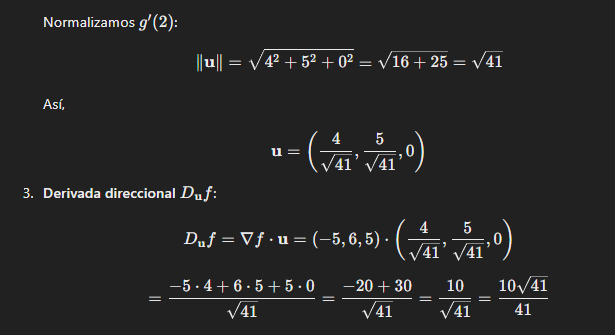 Normalizamos g′(2):
‖u‖ = √(4² + 5² + 0²) = √(16 + 25) = √41
Así,
u = (4/√41, 5/√41, 0)
3. Derivada direccional D_u f:
D_u f = ∇f · u = (−5, 6, 5) · (4/√41, 5/√41, 0)
= (−5 · 4 + 6 · 5 + 5 · 0)/√41 = (−20 + 30)/√41 = 10/√41 = 10√41/41